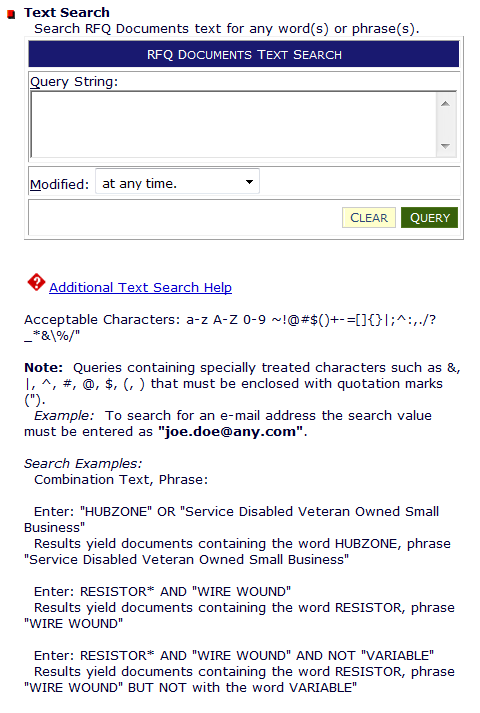 Text Search
Search RFQ Documents text for any word(s) or phrase(s).
RFQ DOCUMENTS TEXT SEARCH
Query String:
Modified: at any time.
CLEAR QUERY
Additional Text Search Help
Acceptable Characters: a-z A-Z 0-9 ~!@#$()+-=[]{}|;^:,./?
_*&\%/"
Note: Queries containing specially treated characters such as &,
|, ^, #, @, $, (, ) that must be enclosed with quotation marks
(").
Example: To search for an e-mail address the search value
must be entered as "joe.doe@any.com".
Search Examples:
Combination Text, Phrase:
Enter: "HUBZONE" OR "Service Disabled Veteran Owned Small
Business"
Results yield documents containing the word HUBZONE, phrase
"Service Disabled Veteran Owned Small Business"
Enter: RESISTOR* AND "WIRE WOUND"
Results yield documents containing the word RESISTOR, phrase
"WIRE WOUND"
Enter: RESISTOR* AND "WIRE WOUND" AND NOT "VARIABLE"
Results yield documents containing the word RESISTOR, phrase
"WIRE WOUND" BUT NOT with the word VARIABLE"